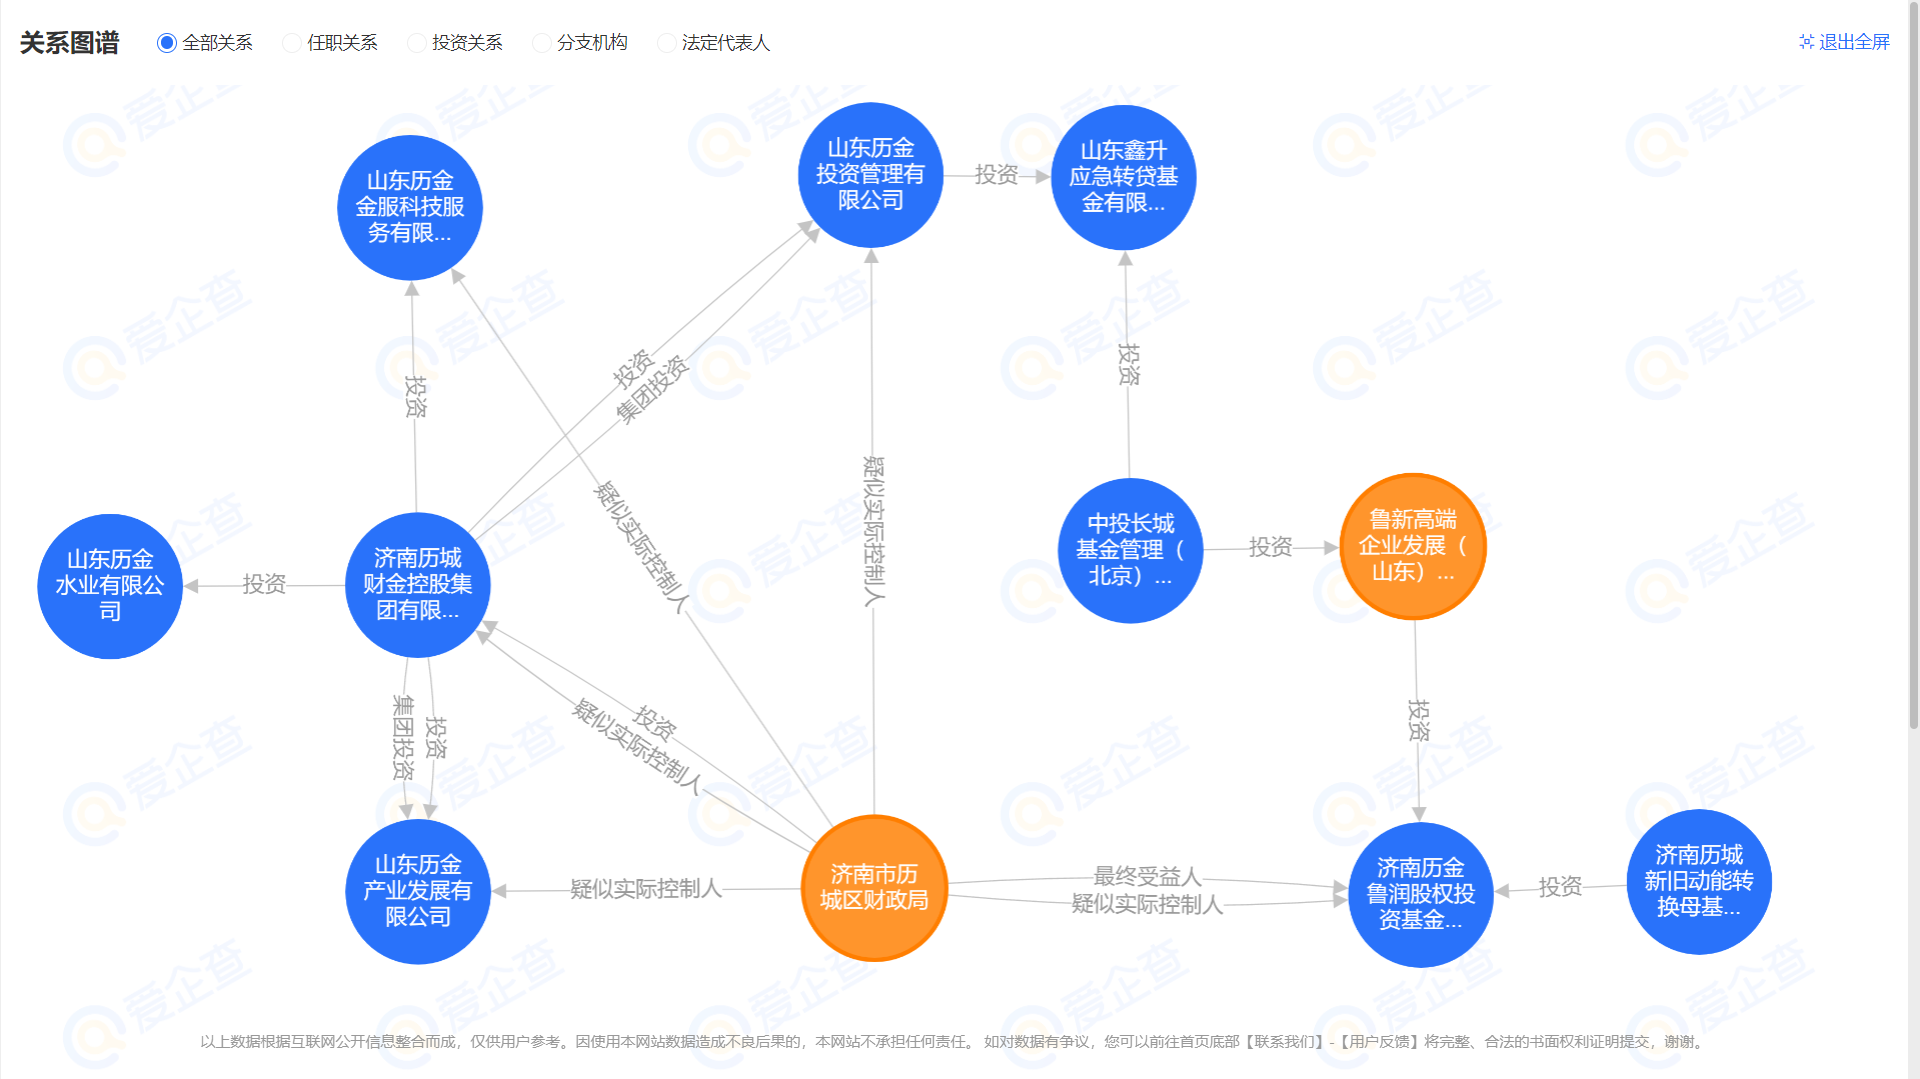 关系图谱
全部关系
任职关系
投资关系
分支机构
法定代表人
退出全屏
山东历金
金服科技服
务有限...
山东历金
投资管理有
限公司
投资
山东鑫升
应急转贷基
金有限...
投资
投资
集团投资
投资
疑似实际控制人
疑似实际控制人
山东历金
水业有限公
司
投资
济南历城
财金控股集
团有限...
中投长城
基金管理（
北京）...
投资
鲁新高端
企业发展（
山东）...
集团投资
投资
投资
疑似实际控制人
投资
山东历金
产业发展有
限公司
疑似实际控制人
济南市历
城区财政局
最终受益人
疑似实际控制人
济南历金
鲁润股权投
资基金...
投资
济南历城
新旧动能转
换母基...
以上数据根据互联网公开信息整合而成，仅供用户参考。因使用本网站数据造成不良后果的，本网站不承担任何责任。 如对数据有争议，您可以前往首页底部【联系我们】-【用户反馈】将完整、合法的书面权利证明提交，谢谢。
爱企查